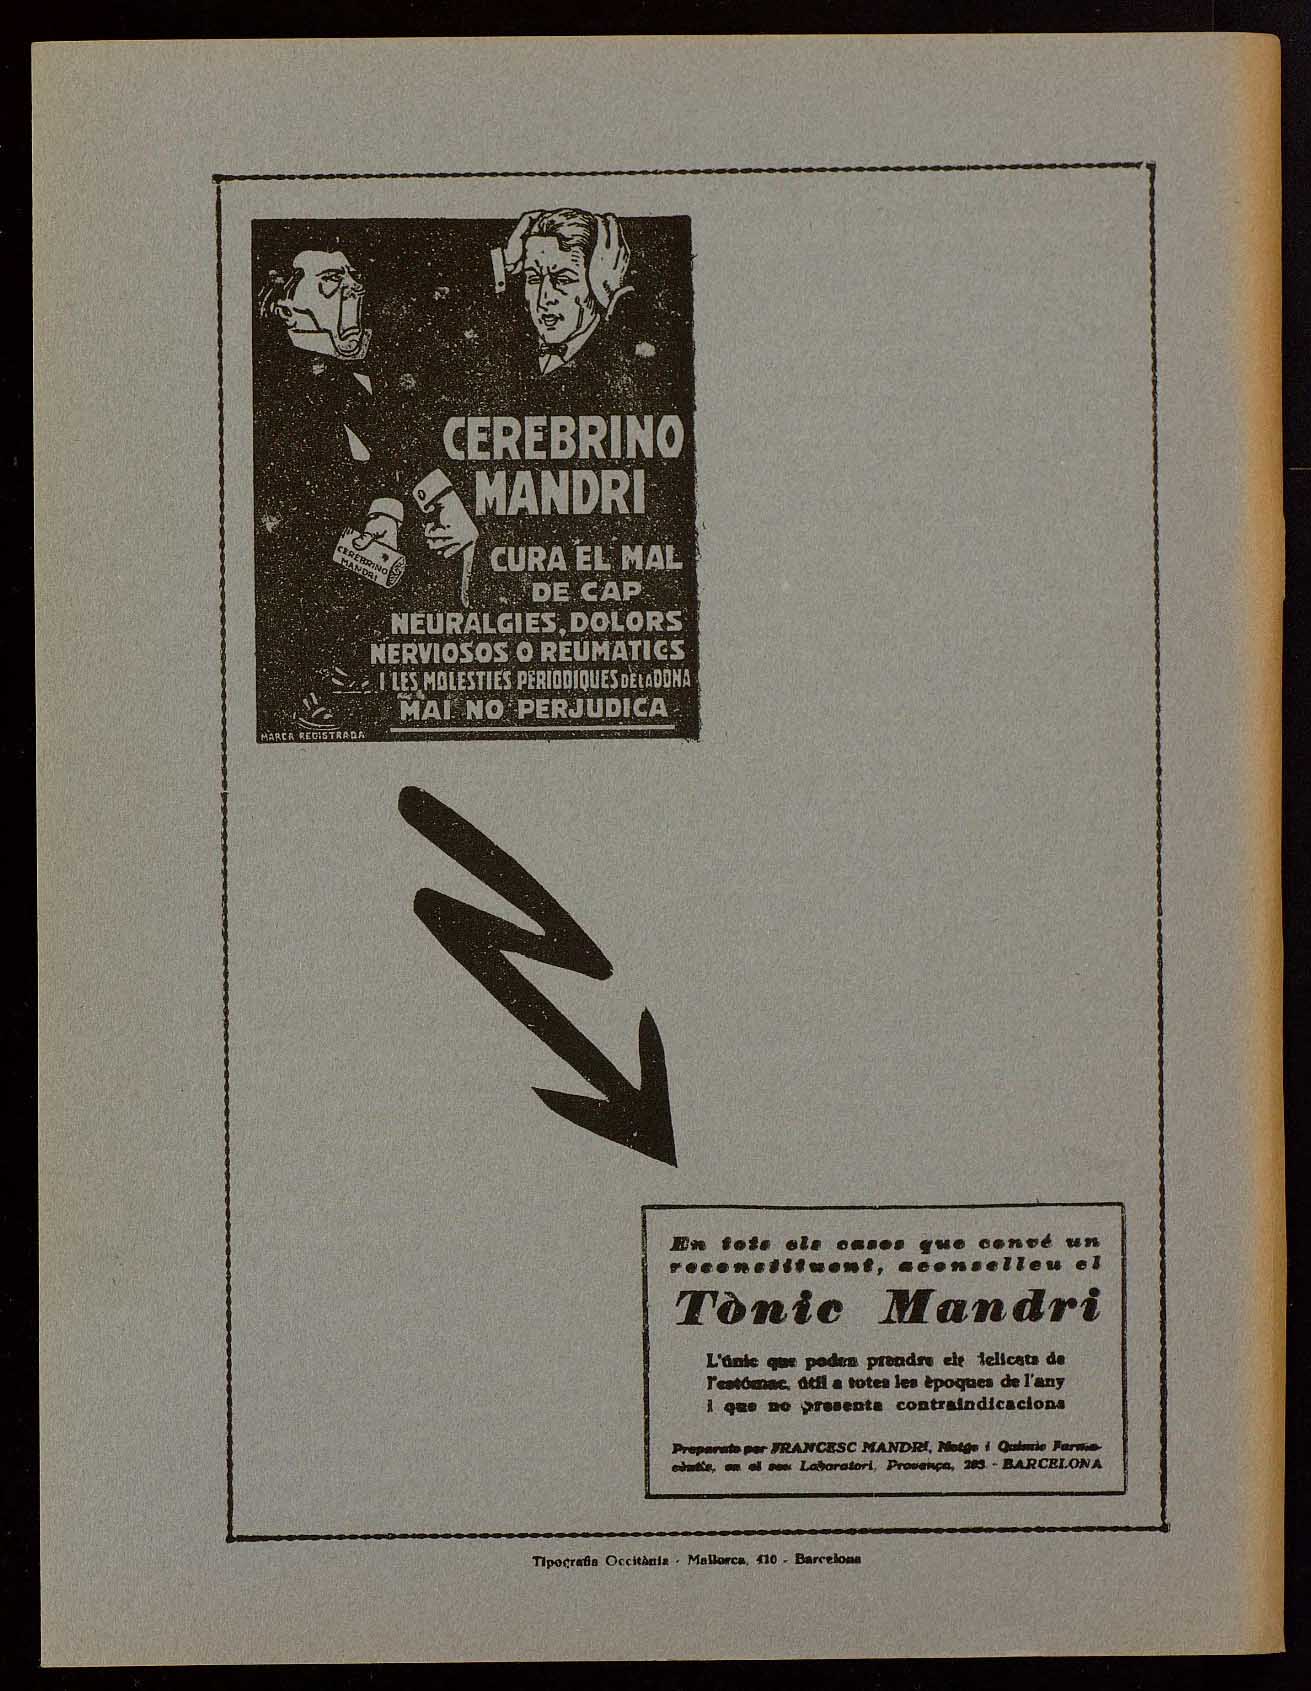 CEREBRINO
MANDRI
CEREBRINO
MANDRI
CURA EL MAL
DE CAP
NEURALGIES, DOLORS
NERVIOSOS O REUMATICS
I LES MOLESTIES PERIODIQUES DE LA DONA
MAI NO PERJUDICA
MARCA REGISTRADA
En tots els casos que convé un
reconstituent, aconselleu el
Tònic Mandri
L'únic que poden prendre els delicats de
l'estómac, útil a totes les èpoques de l'any
i que no presenta contraindicacions
Preparats per FRANCESC MANDRI, Metge i Químic Farma-
cèutic, en el seu Laboratori, Provença, 203 - BARCELONA
Tipografia Occitània - Mallorca, 410 - Barcelona